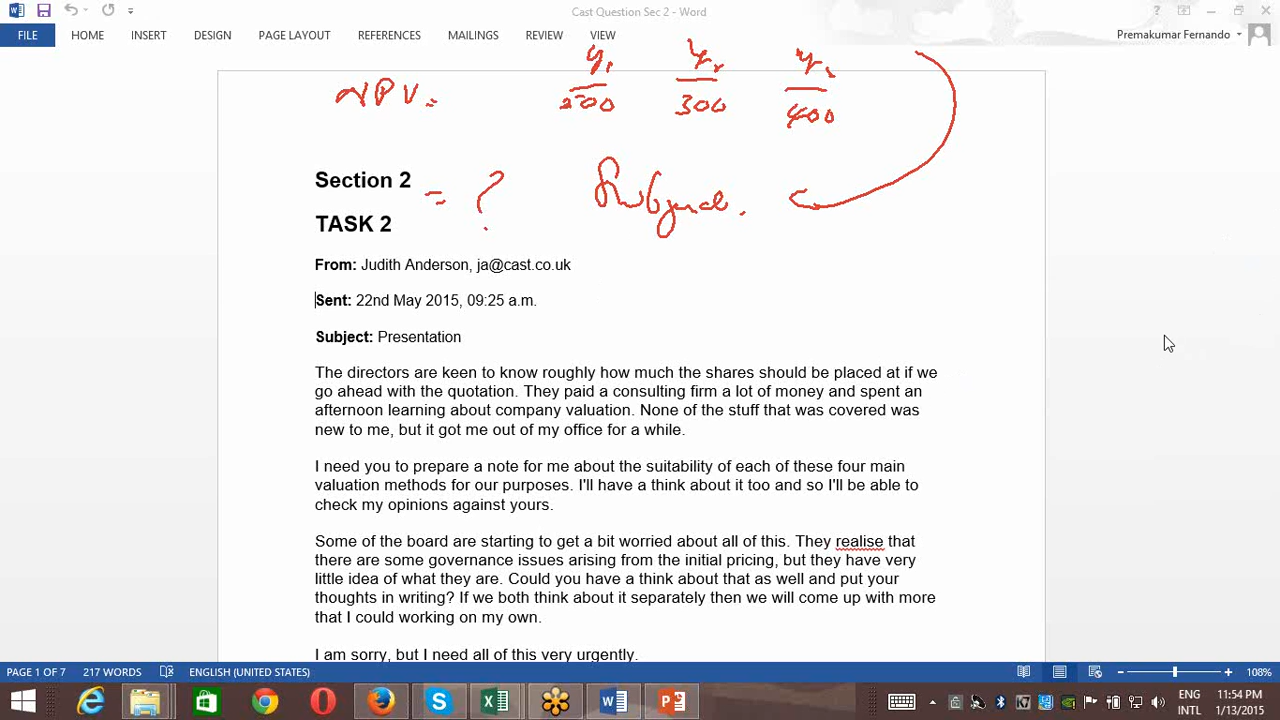 Cast Question Sec 2 - Word
Premakumar Fernando
FILE HOME INSERT DESIGN PAGE LAYOUT REFERENCES MAILINGS REVIEW VIEW
NPV =
200 300 400
Section 2
= ?
TASK 2
From: Judith Anderson, ja@cast.co.uk
Sent: 22nd May 2015, 09:25 a.m.
Subject: Presentation
The directors are keen to know roughly how much the shares should be placed at if we
go ahead with the quotation. They paid a consulting firm a lot of money and spent an
afternoon learning about company valuation. None of the stuff that was covered was
new to me, but it got me out of my office for a while.
I need you to prepare a note for me about the suitability of each of these four main
valuation methods for our purposes. I'll have a think about it too and so I'll be able to
check my opinions against yours.
Some of the board are starting to get a bit worried about all of this. They realise that
there are some governance issues arising from the initial pricing, but they have very
little idea of what they are. Could you have a think about that as well and put your
thoughts in writing? If we both think about it separately then we will come up with more
that I could working on my own.
I am sorry, but I need all of this very urgently.
PAGE 1 OF 7 217 WORDS ENGLISH (UNITED STATES) 108%
ENG 11:54 PM
INTL 1/13/2015